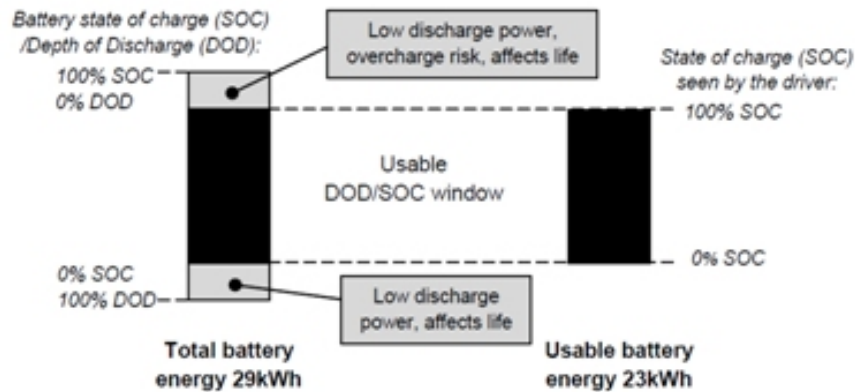 Battery state of charge (SOC)
/Depth of Discharge (DOD):
100% SOC
0% DOD
0% SOC
100% DOD
Low discharge power,
overcharge risk, affects life
Usable
DOD/SOC window
Low discharge
power, affects life
State of charge (SOC)
seen by the driver:
100% SOC
0% SOC
Total battery
energy 29kWh
Usable battery
energy 23kWh